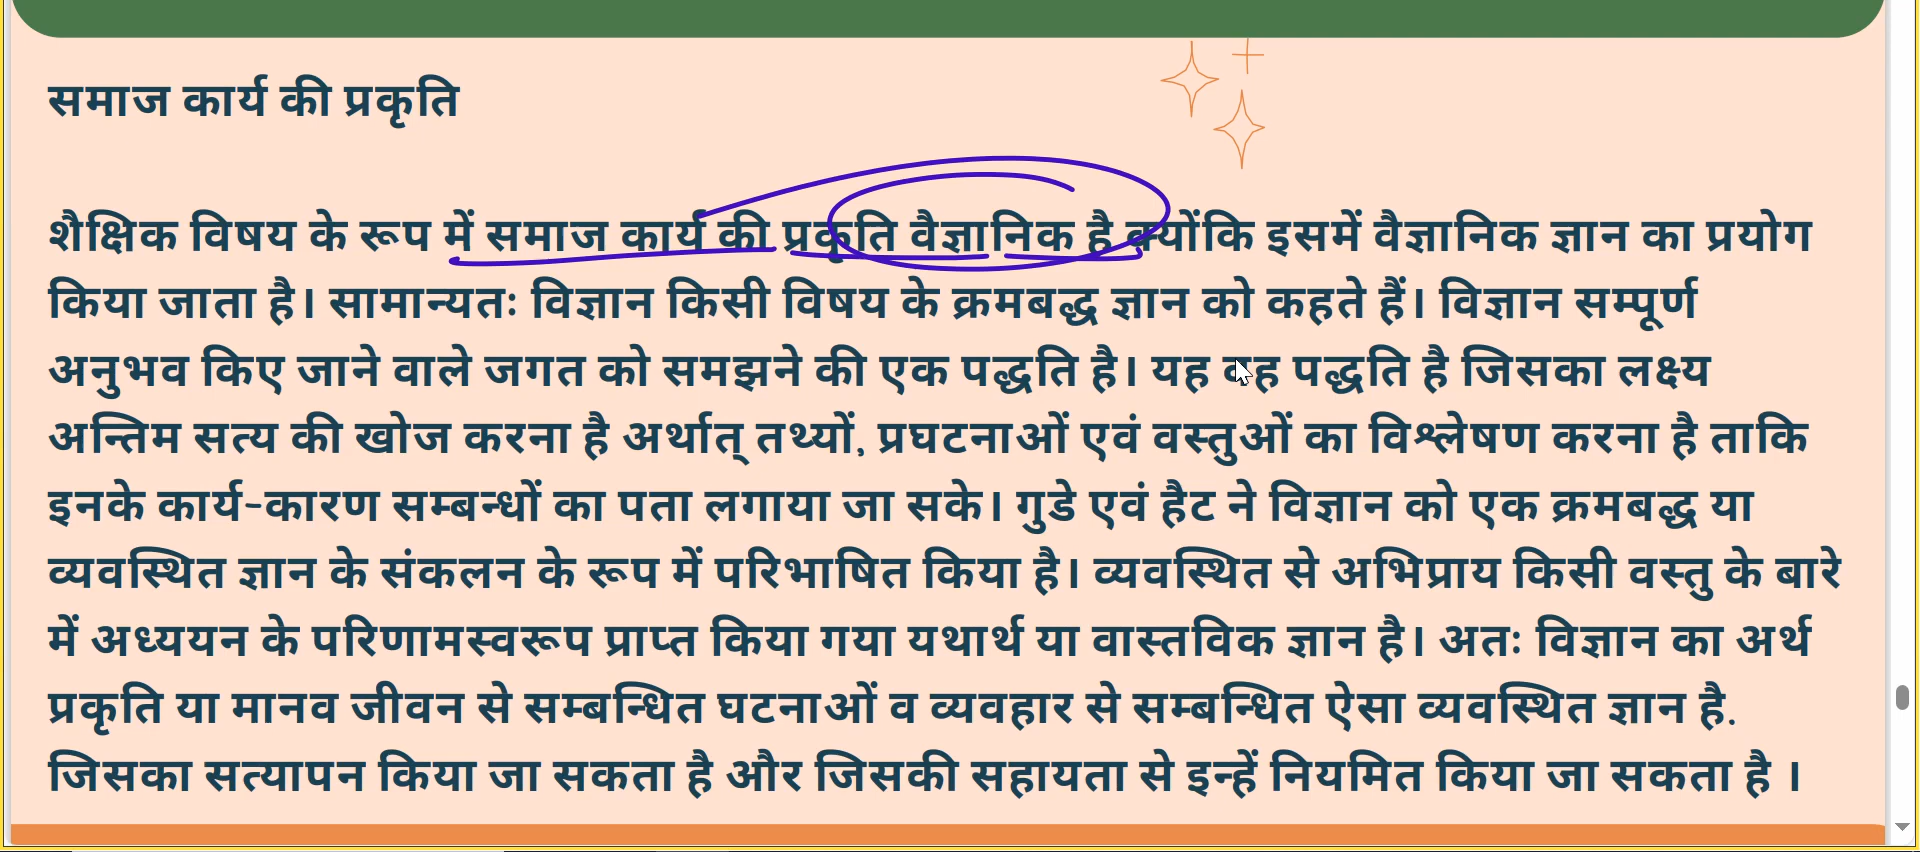 समाज कार्य की प्रकृति
शैक्षिक विषय के रूप में समाज कार्य की प्रकृति वैज्ञानिक है क्योंकि इसमें वैज्ञानिक ज्ञान का प्रयोग
किया जाता है। सामान्यतः विज्ञान किसी विषय के क्रमबद्ध ज्ञान को कहते हैं। विज्ञान सम्पूर्ण
अनुभव किए जाने वाले जगत को समझने की एक पद्धति है। यह वह पद्धति है जिसका लक्ष्य
अन्तिम सत्य की खोज करना है अर्थात् तथ्यों, प्रघटनाओं एवं वस्तुओं का विश्लेषण करना है ताकि
इनके कार्य-कारण सम्बन्धों का पता लगाया जा सके। गुडे एवं हैट ने विज्ञान को एक क्रमबद्ध या
व्यवस्थित ज्ञान के संकलन के रूप में परिभाषित किया है। व्यवस्थित से अभिप्राय किसी वस्तु के बारे
में अध्ययन के परिणामस्वरूप प्राप्त किया गया यथार्थ या वास्तविक ज्ञान है। अतः विज्ञान का अर्थ
प्रकृति या मानव जीवन से सम्बन्धित घटनाओं व व्यवहार से सम्बन्धित ऐसा व्यवस्थित ज्ञान है.
जिसका सत्यापन किया जा सकता है और जिसकी सहायता से इन्हें नियमित किया जा सकता है ।